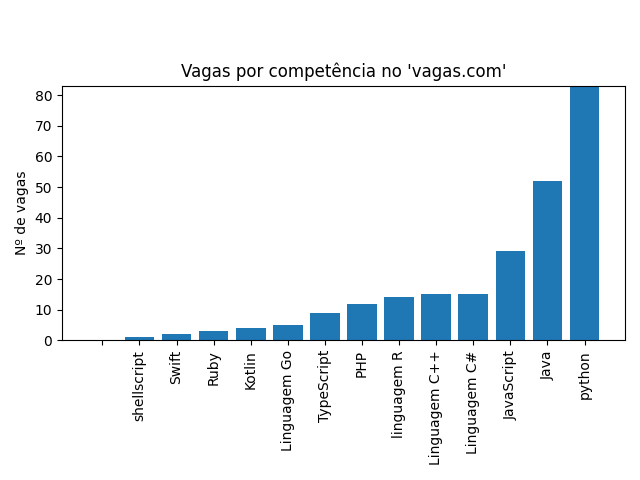 Vagas por competência no 'vagas.com'
Nº de vagas
80
70
60
50
40
30
20
10
0
shellscript
Swift
Ruby
Kotlin
Linguagem Go
TypeScript
PHP
linguagem R
Linguagem C++
Linguagem C#
JavaScript
Java
python